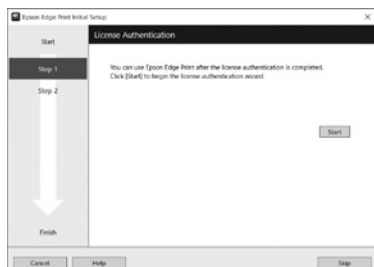 Epson Edge Print Initial Setup
Start
Step 1
Step 2
Finish
License Authentication
You can use Epson Edge Print after the license authentication is completed.
Click [Start] to begin the license authentication wizard.
Start
Cancel
Help
Skip